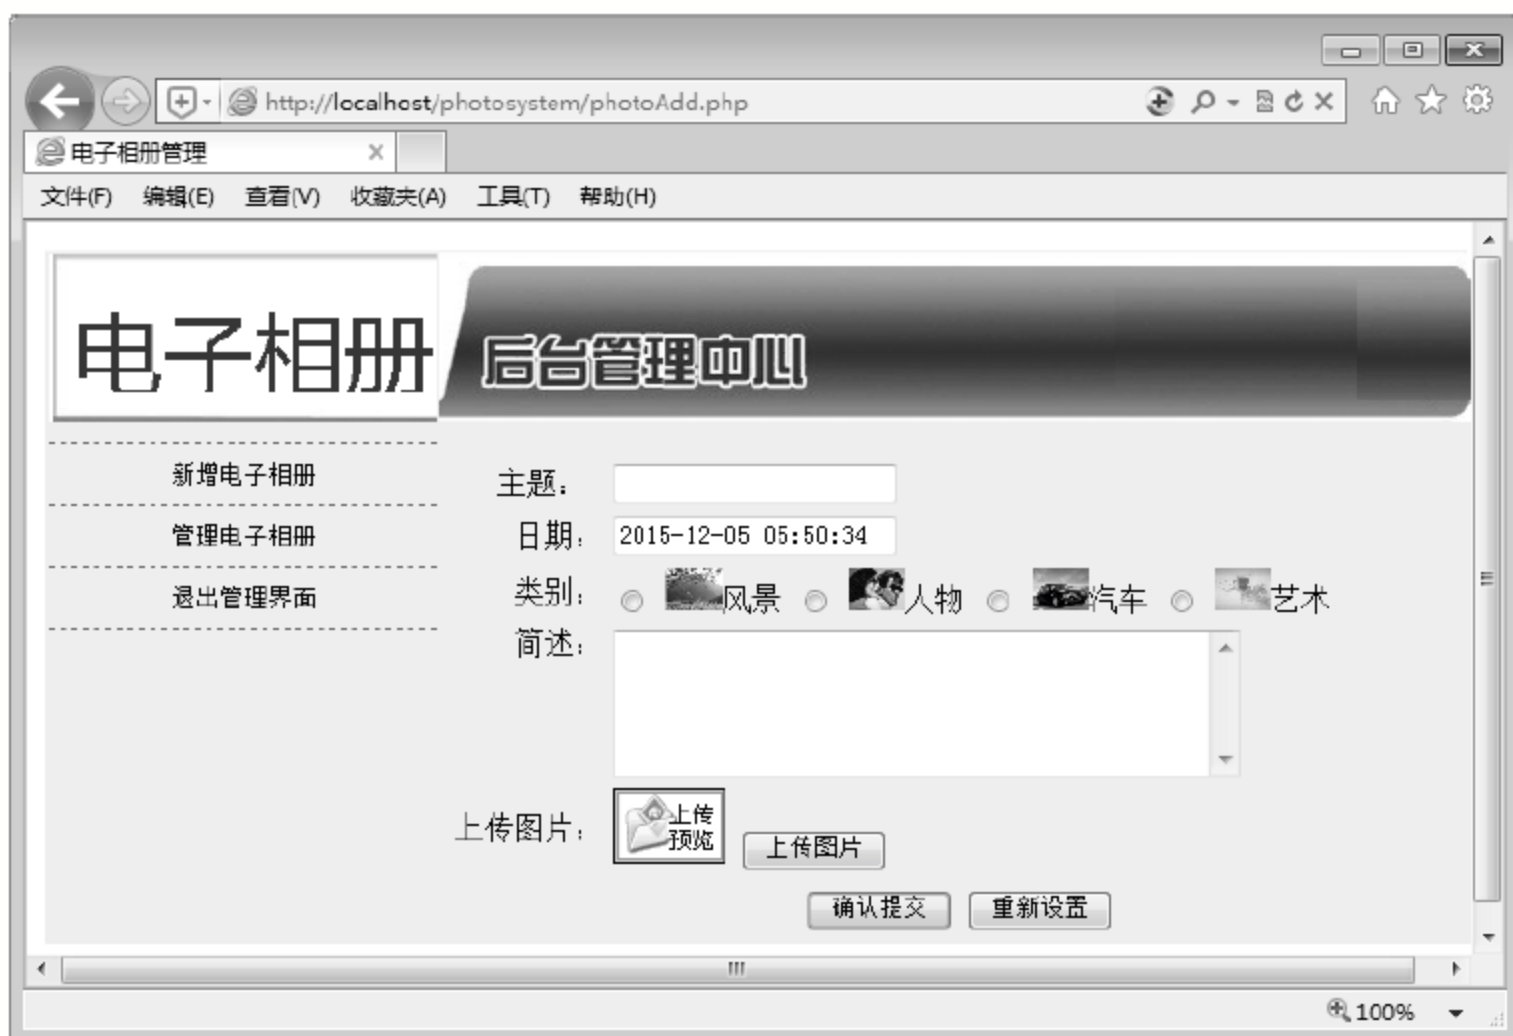 http://localhost/photosystem/photoAdd.php
电子相册管理
文件(F) 编辑(E) 查看(V) 收藏夹(A) 工具(T) 帮助(H)
电子相册 后台管理中心
新增电子相册
管理电子相册
退出管理界面
主题：
日期： 2015-12-05 05:50:34
类别： 风景 人物 汽车 艺术
简述：
上传图片： 上传预览 上传图片
确认提交 重新设置
100%